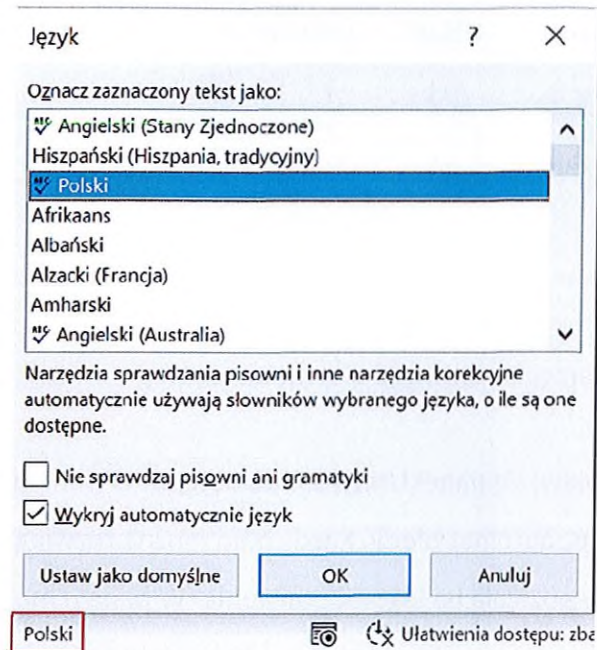 Język ? ×
Oznacz zaznaczony tekst jako:
Angielski (Stany Zjednoczone)
Hiszpański (Hiszpania, tradycyjny)
Polski
Afrikaans
Albański
Alzacki (Francja)
Amharski
Angielski (Australia)
Narzędzia sprawdzania pisowni i inne narzędzia korekcyjne
automatycznie używają słowników wybranego języka, o ile są one
dostępne.
Nie sprawdzaj pisowni ani gramatyki
Wykryj automatycznie język
Ustaw jako domyślne OK Anuluj
Polski Ułatwienia dostępu: zba